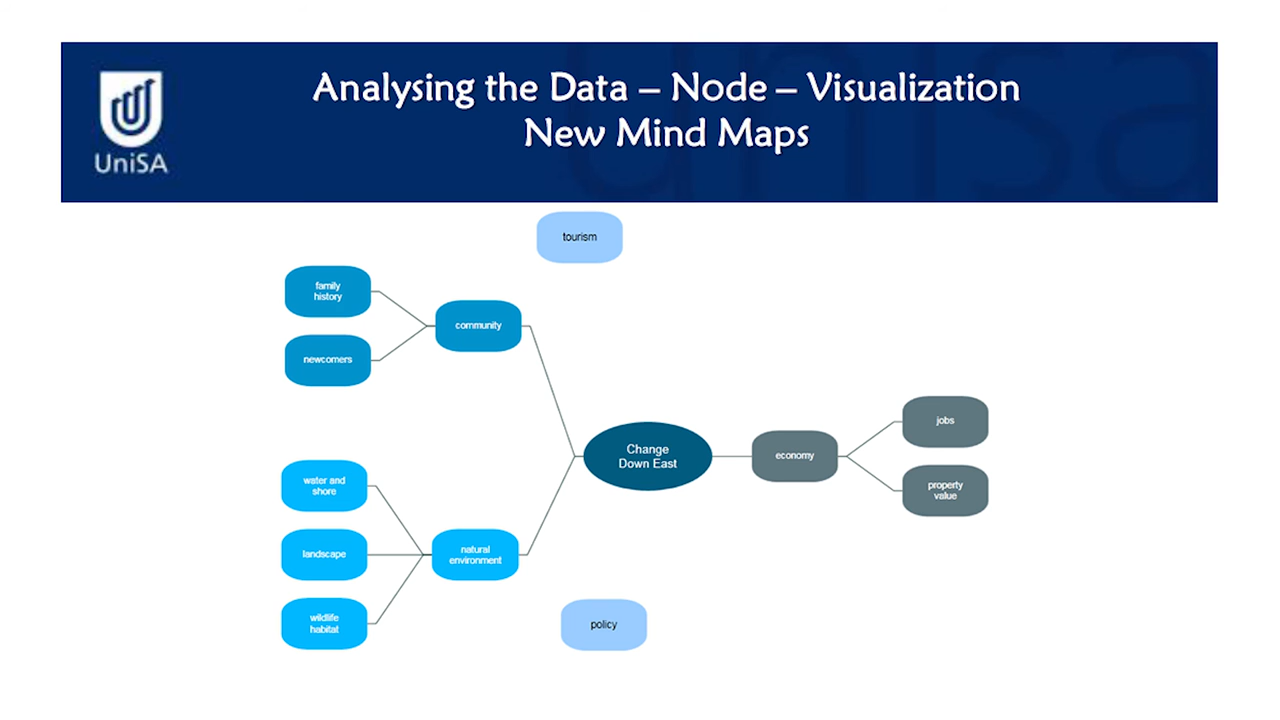 Analysing the Data – Node – Visualization
New Mind Maps
UniSA
tourism
family
history
community
newcomers
Change
Down East
economy
jobs
property
value
water and
shore
landscape
natural
environment
wildlife
habitat
policy